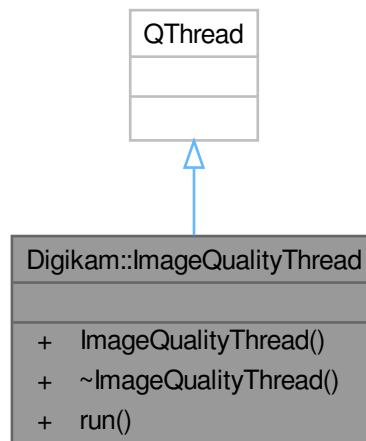 QThread
Digikam::ImageQualityThread
+ ImageQualityThread()
+ ~ImageQualityThread()
+ run()